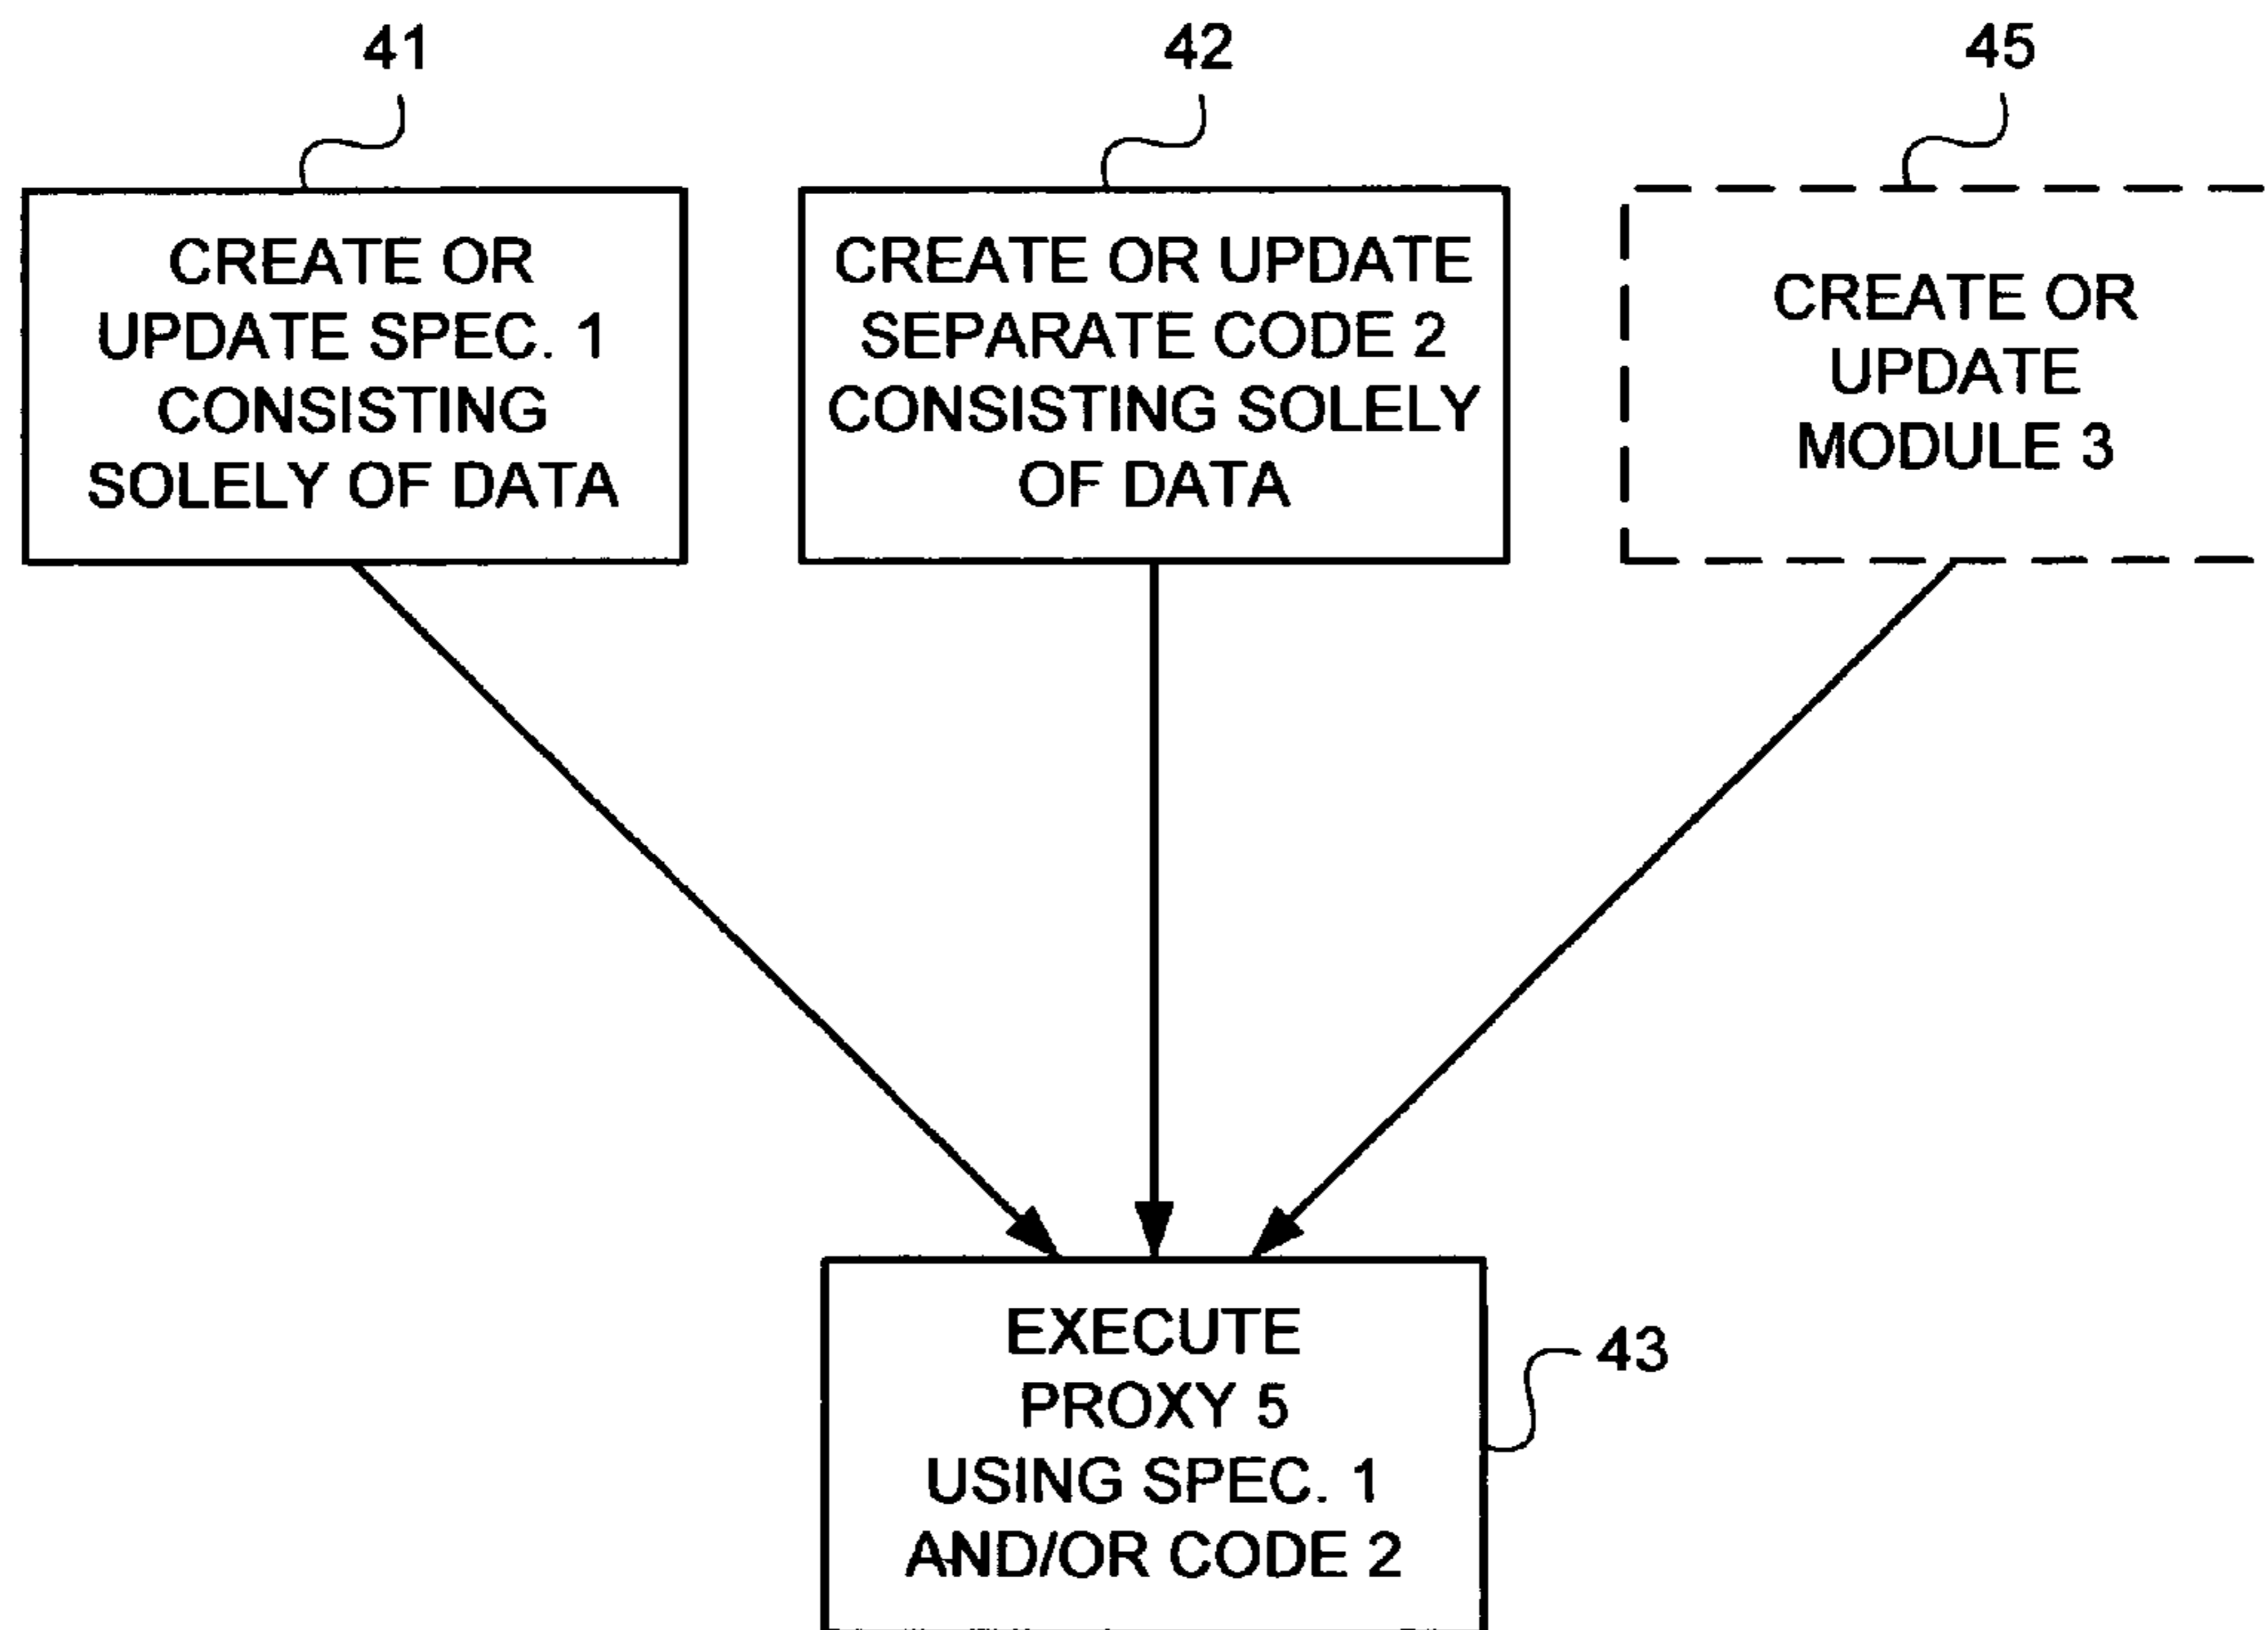 41
42
45
CREATE OR
UPDATE SPEC. 1
CONSISTING
SOLELY OF DATA
CREATE OR UPDATE
SEPARATE CODE 2
CONSISTING SOLELY
OF DATA
CREATE OR
UPDATE
MODULE 3
EXECUTE
PROXY 5
USING SPEC. 1
AND/OR CODE 2
43